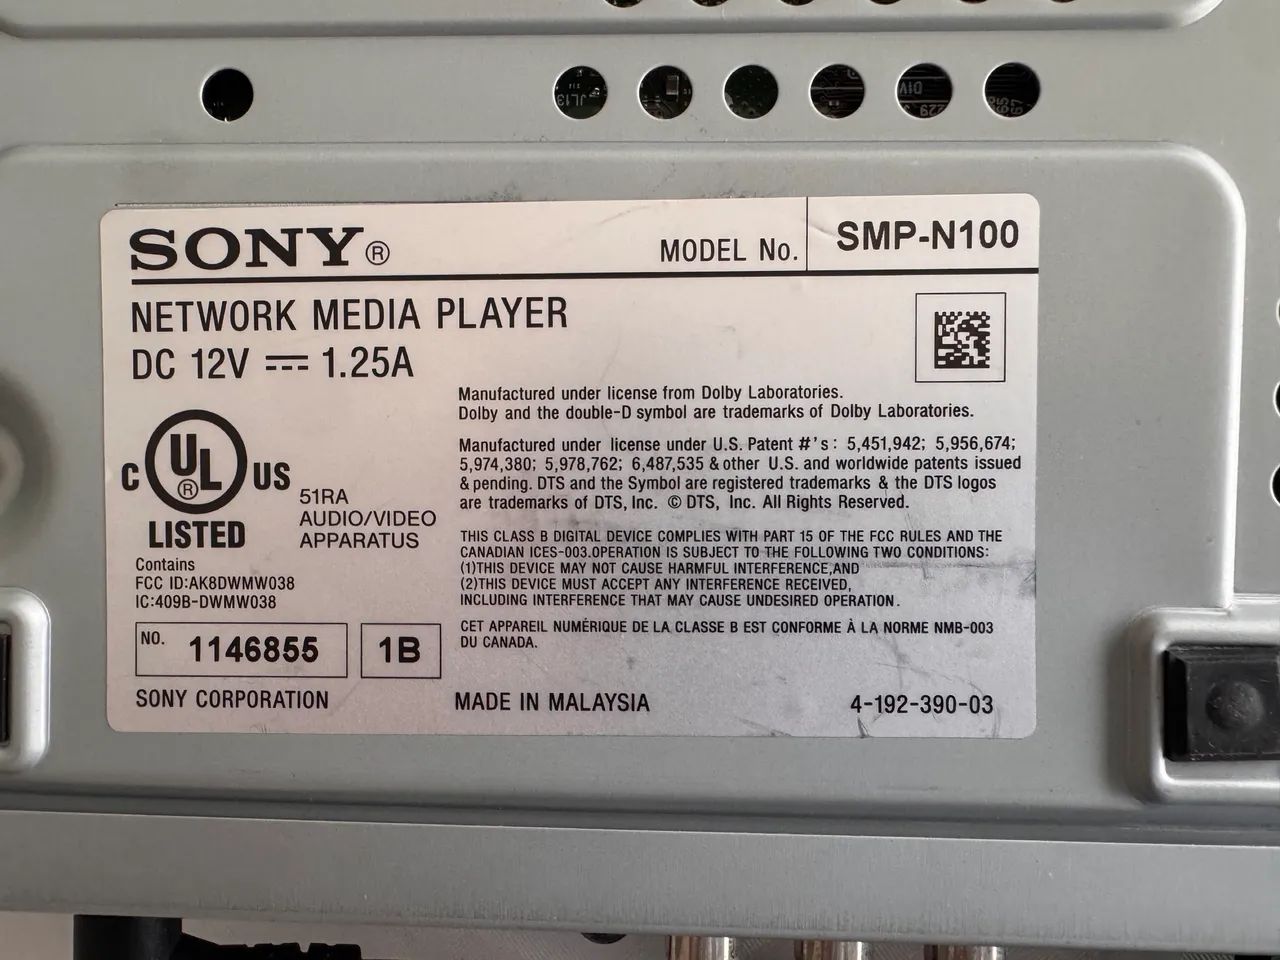 SONY®
MODEL No.
SMP-N100
NETWORK MEDIA PLAYER
DC 12V ⎓ 1.25A
Manufactured under license from Dolby Laboratories.
Dolby and the double-D symbol are trademarks of Dolby Laboratories.
Manufactured under license under U.S. Patent #'s: 5,451,942; 5,956,674;
5,974,380; 5,978,762; 6,487,535 & other U.S. and worldwide patents issued
& pending. DTS and the Symbol are registered trademarks & the DTS logos
are trademarks of DTS, Inc. © DTS, Inc. All Rights Reserved.
C UL® US
LISTED
51RA
AUDIO/VIDEO
APPARATUS
THIS CLASS B DIGITAL DEVICE COMPLIES WITH PART 15 OF THE FCC RULES AND THE
CANADIAN ICES-003.OPERATION IS SUBJECT TO THE FOLLOWING TWO CONDITIONS:
(1)THIS DEVICE MAY NOT CAUSE HARMFUL INTERFERENCE,AND
(2)THIS DEVICE MUST ACCEPT ANY INTERFERENCE RECEIVED,
INCLUDING INTERFERENCE THAT MAY CAUSE UNDESIRED OPERATION.
Contains
FCC ID:AK8DWMW038
IC:409B-DWMW038
CET APPAREIL NUMÉRIQUE DE LA CLASSE B EST CONFORME À LA NORME NMB-003
DU CANADA.
NO. 1146855
1B
SONY CORPORATION
MADE IN MALAYSIA
4-192-390-03